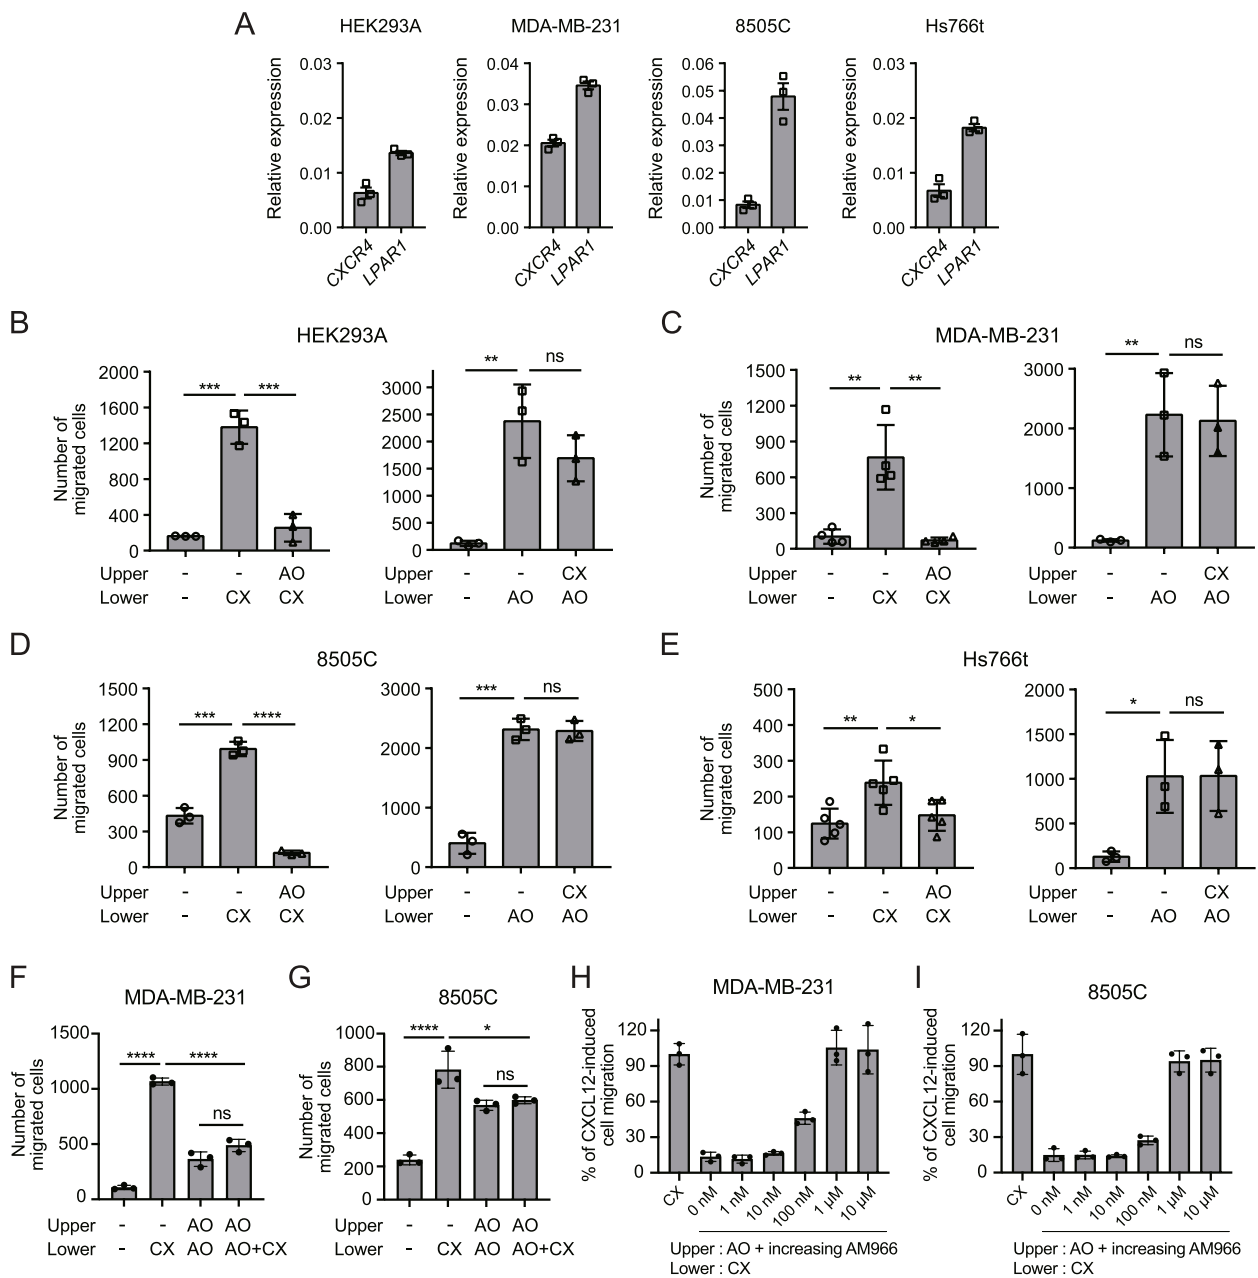 A
HEK293A MDA-MB-231 8505C Hs766t
Relative expression
0.03
0.02
0.01
0.00
CXCR4 LPAR1
Relative expression
0.04
0.03
0.02
0.01
0.00
CXCR4 LPAR1
Relative expression
0.06
0.05
0.04
0.03
0.02
0.01
0.00
CXCR4 LPAR1
Relative expression
0.03
0.02
0.01
0.00
CXCR4 LPAR1
B
HEK293A
Number of
migrated cells
2000
1600
1200
800
400
0
*** ***
Upper - - AO
Lower - CX CX
3000
2500
2000
1500
1000
500
0
** ns
- - CX
- AO AO
C
MDA-MB-231
Number of
migrated cells
1500
1200
900
600
300
0
** **
Upper - - AO
Lower - CX CX
3000
2000
1000
0
** ns
- - CX
- AO AO
D
8505C
Number of
migrated cells
1500
1200
900
600
300
0
*** ****
Upper - - AO
Lower - CX CX
3000
2000
1000
0
*** ns
- - CX
- AO AO
E
Hs766t
Number of
migrated cells
500
400
300
200
100
0
** *
Upper - - AO
Lower - CX CX
2000
1500
1000
500
0
* ns
- - CX
- AO AO
F
MDA-MB-231
Number of
migrated cells
1500
1000
500
0
**** ****
ns
Upper - - AO AO
Lower - CX AO AO+CX
G
8505C
Number of
migrated cells
1000
800
600
400
200
0
**** *
ns
Upper - - AO AO
Lower - CX AO AO+CX
H
MDA-MB-231
% of CXCL12-induced
cell migration
120
90
60
30
0
CX 0 nM 1 nM 10 nM 100 nM 1 µM 10 µM
Upper : AO + increasing AM966
Lower : CX
I
8505C
% of CXCL12-induced
cell migration
120
90
60
30
0
CX 0 nM 1 nM 10 nM 100 nM 1 µM 10 µM
Upper : AO + increasing AM966
Lower : CX